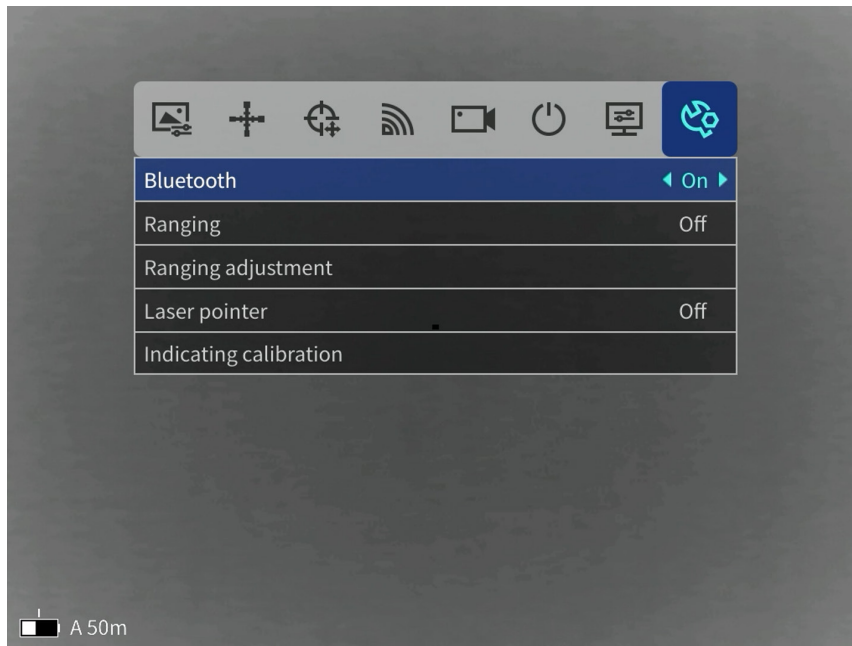 Bluetooth On
Ranging Off
Ranging adjustment
Laser pointer Off
Indicating calibration
A 50m